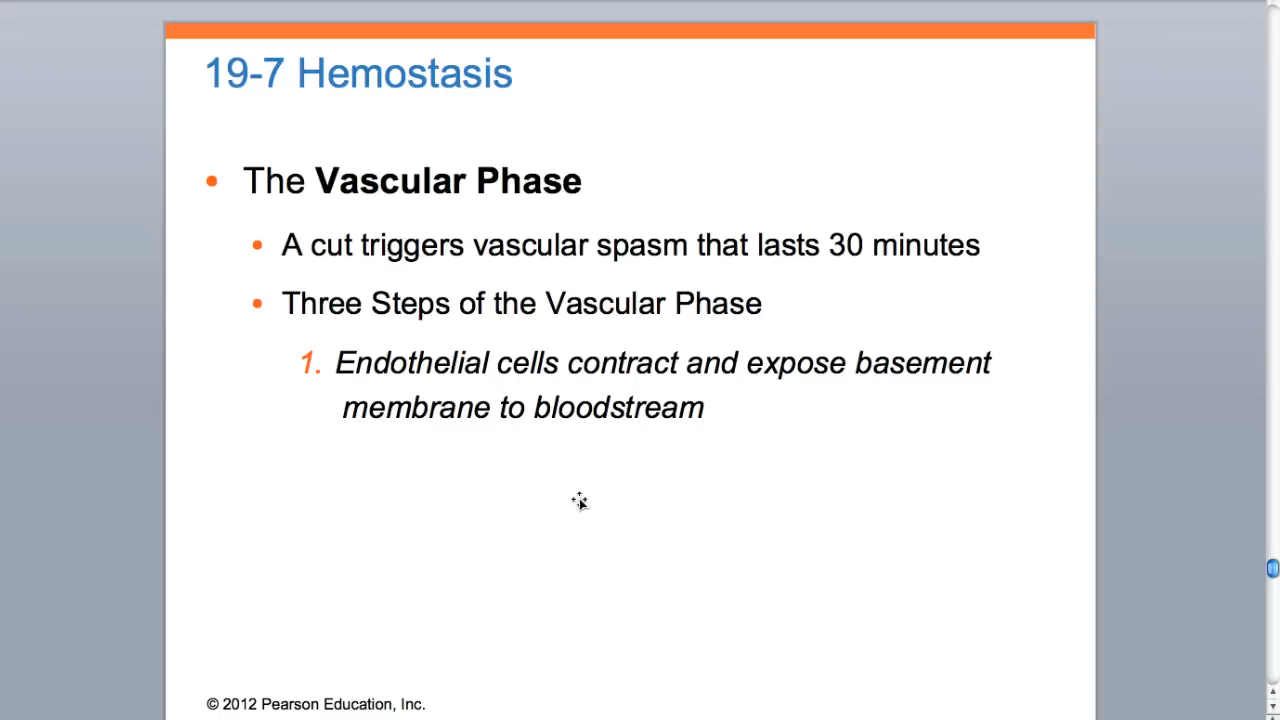 19-7 Hemostasis
• The Vascular Phase
• A cut triggers vascular spasm that lasts 30 minutes
• Three Steps of the Vascular Phase
1. Endothelial cells contract and expose basement
membrane to bloodstream
© 2012 Pearson Education, Inc.